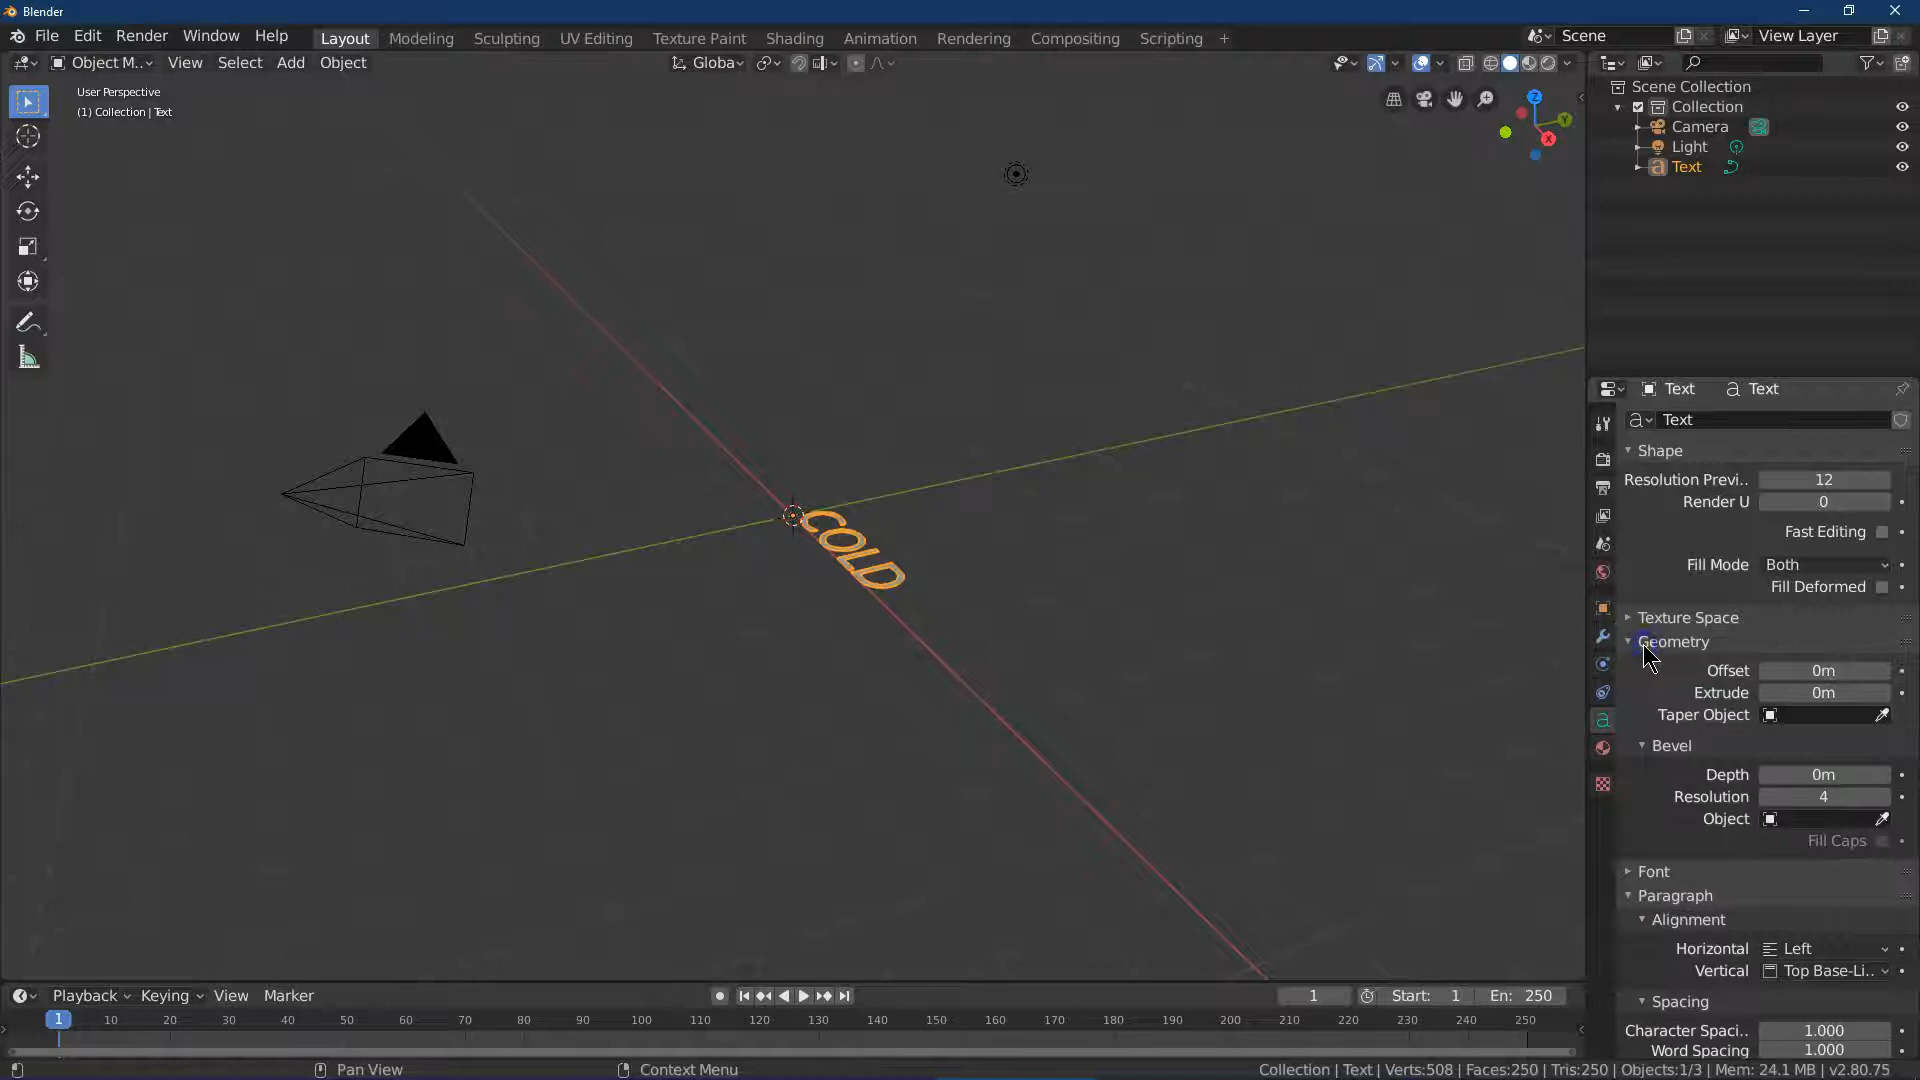 Blender
File Edit Render Window Help Layout Modeling Sculpting UV Editing Texture Paint Shading Animation Rendering Compositing Scripting + Scene View Layer
Object M.. View Select Add Object Globa
User Perspective
(1) Collection | Text
Z
Y
X
COLD
Scene Collection
Collection
Camera
Light
a Text
Text a Text
a Text
Shape
Resolution Previ.. 12
Render U 0
Fast Editing
Fill Mode Both
Fill Deformed
Texture Space
Geometry
Offset 0m
Extrude 0m
Taper Object
a
Bevel
Depth 0m
Resolution 4
Object
Fill Caps
Font
Paragraph
Alignment
Horizontal Left
Vertical Top Base-Li..
Spacing
Character Spaci.. 1.000
Word Spacing 1.000
Playback Keying View Marker 1 Start: 1 En: 250
1 10 20 30 40 50 60 70 80 90 100 110 120 130 140 150 160 170 180 190 200 210 220 230 240 250
Pan View Context Menu Collection | Text | Verts:508 | Faces:250 | Tris:250 | Objects:1/3 | Mem: 24.1 MB | v2.80.75